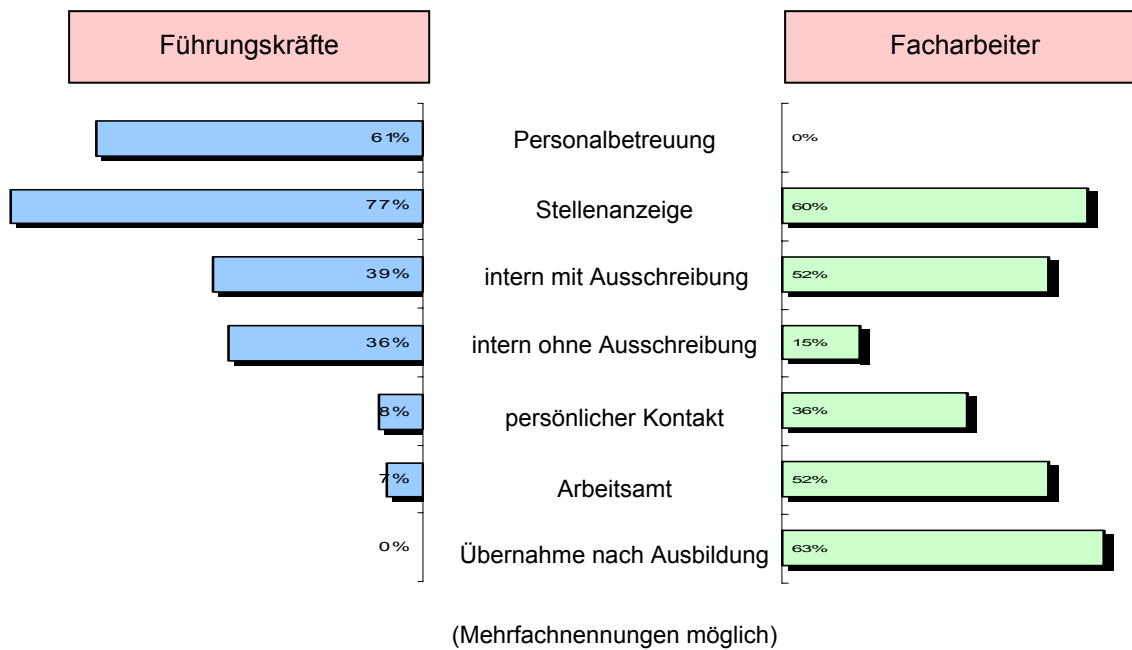 Führungskräfte Facharbeiter
61% Personalbetreuung 0%
77% Stellenanzeige 60%
39% intern mit Ausschreibung 52%
36% intern ohne Ausschreibung 15%
8% persönlicher Kontakt 36%
7% Arbeitsamt 52%
0% Übernahme nach Ausbildung 63%
(Mehrfachnennungen möglich)